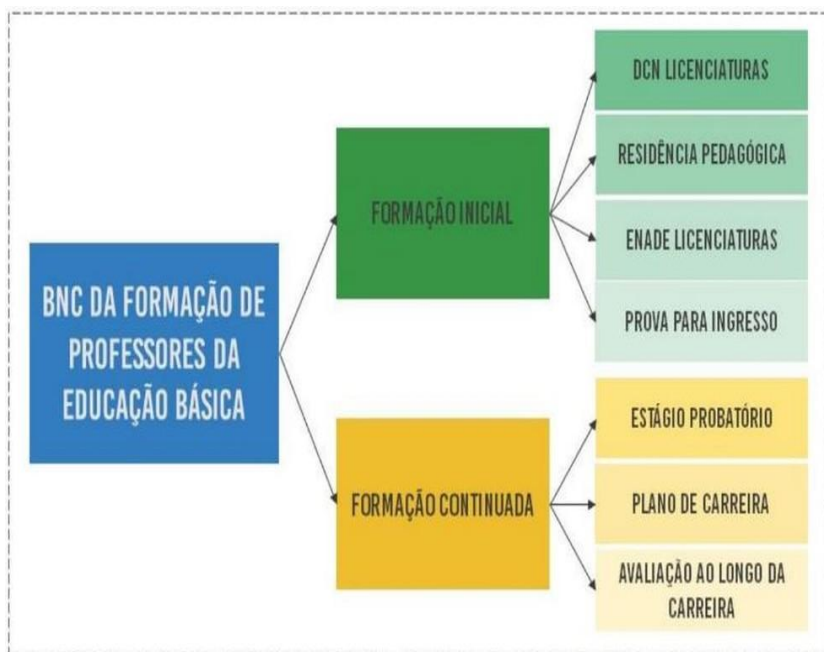 BNC DA FORMAÇÃO DE
PROFESSORES DA
EDUCAÇÃO BÁSICA
FORMAÇÃO INICIAL
DCN LICENCIATURAS
RESIDÊNCIA PEDAGÓGICA
ENADE LICENCIATURAS
PROVA PARA INGRESSO
FORMAÇÃO CONTINUADA
ESTÁGIO PROBATÓRIO
PLANO DE CARREIRA
AVALIAÇÃO AO LONGO DA
CARREIRA